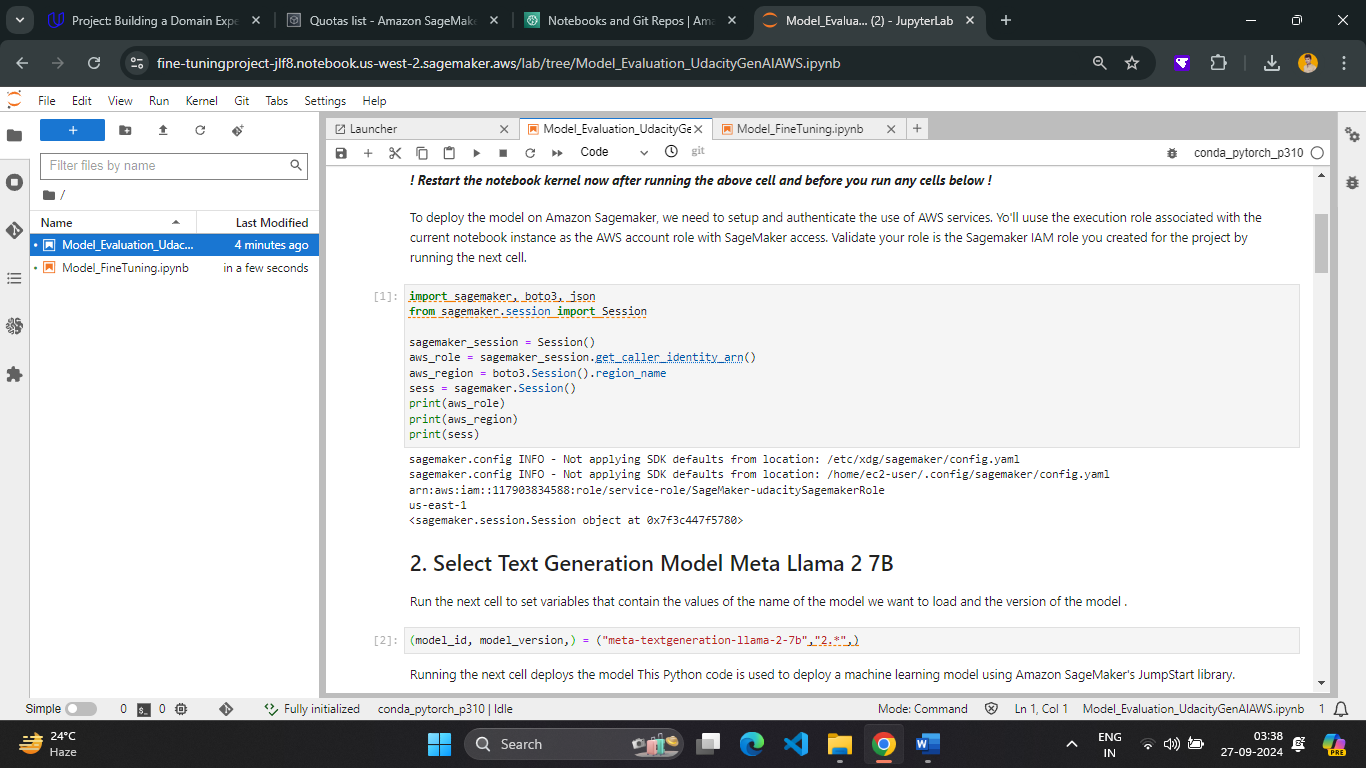 Project: Building a Domain Expe
Quotas list - Amazon SageMake
Notebooks and Git Repos | Ama
Model_Evalua... (2) - JupyterLab
fine-tuningproject-jlf8.notebook.us-west-2.sagemaker.aws/lab/tree/Model_Evaluation_UdacityGenAIAWS.ipynb
File Edit View Run Kernel Git Tabs Settings Help
Launcher
Model_Evaluation_UdacityGe
Model_FineTuning.ipynb
Code
git
conda_pytorch_p310
Filter files by name
/
Name Last Modified
Model_Evaluation_Udac... 4 minutes ago
Model_FineTuning.ipynb in a few seconds
! Restart the notebook kernel now after running the above cell and before you run any cells below !
To deploy the model on Amazon Sagemaker, we need to setup and authenticate the use of AWS services. Yo'll uuse the execution role associated with the
current notebook instance as the AWS account role with SageMaker access. Validate your role is the Sagemaker IAM role you created for the project by
running the next cell.
[1]:
import sagemaker, boto3, json
from sagemaker.session import Session
sagemaker_session = Session()
aws_role = sagemaker_session.get_caller_identity_arn()
aws_region = boto3.Session().region_name
sess = sagemaker.Session()
print(aws_role)
print(aws_region)
print(sess)
sagemaker.config INFO - Not applying SDK defaults from location: /etc/xdg/sagemaker/config.yaml
sagemaker.config INFO - Not applying SDK defaults from location: /home/ec2-user/.config/sagemaker/config.yaml
arn:aws:iam::117903834588:role/service-role/SageMaker-udacitySagemakerRole
us-east-1
<sagemaker.session.Session object at 0x7f3c447f5780>
2. Select Text Generation Model Meta Llama 2 7B
Run the next cell to set variables that contain the values of the name of the model we want to load and the version of the model .
[2]:
(model_id, model_version,) = ("meta-textgeneration-llama-2-7b","2.*",)
Running the next cell deploys the model This Python code is used to deploy a machine learning model using Amazon SageMaker's JumpStart library.
Simple 0 0 Fully initialized conda_pytorch_p310 | Idle Mode: Command Ln 1, Col 1 Model_Evaluation_UdacityGenAIAWS.ipynb 1
24°C
Haze
Search
ENG
IN
03:38
27-09-2024
PRE